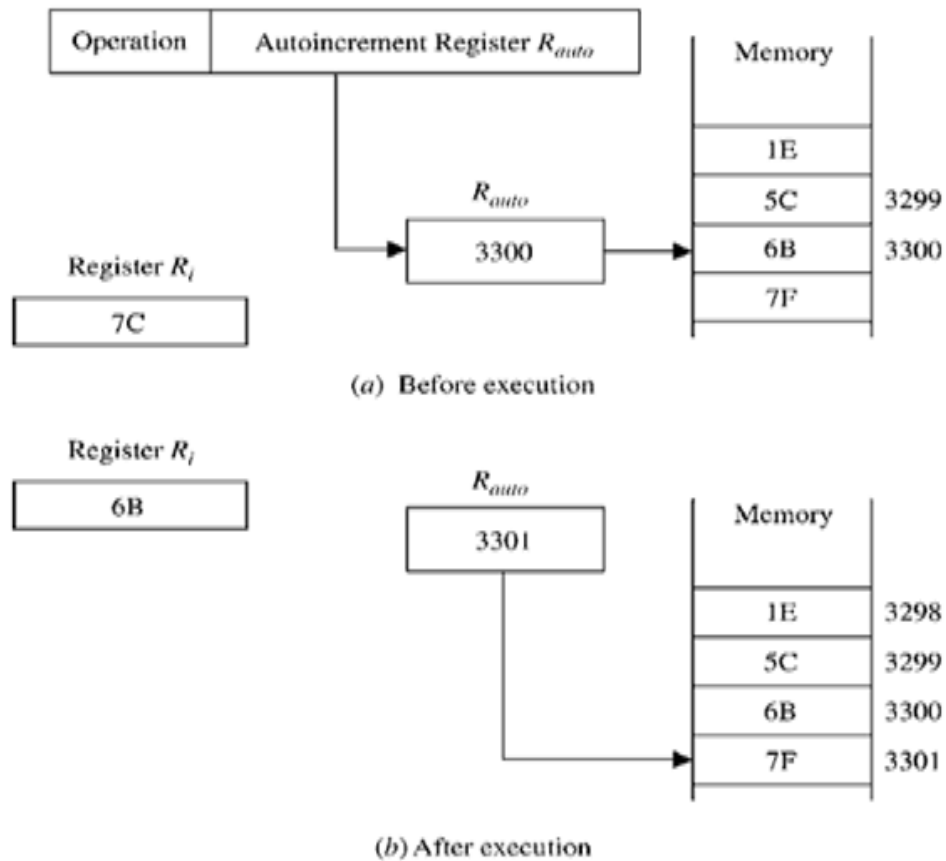 Operation Autoincrement Register R_auto
Memory
1E
R_auto
5C 3299
3300
6B 3300
Register R_i
7F
7C
(a) Before execution
Register R_i
R_auto
6B
Memory
3301
1E 3298
5C 3299
6B 3300
7F 3301
(b) After execution